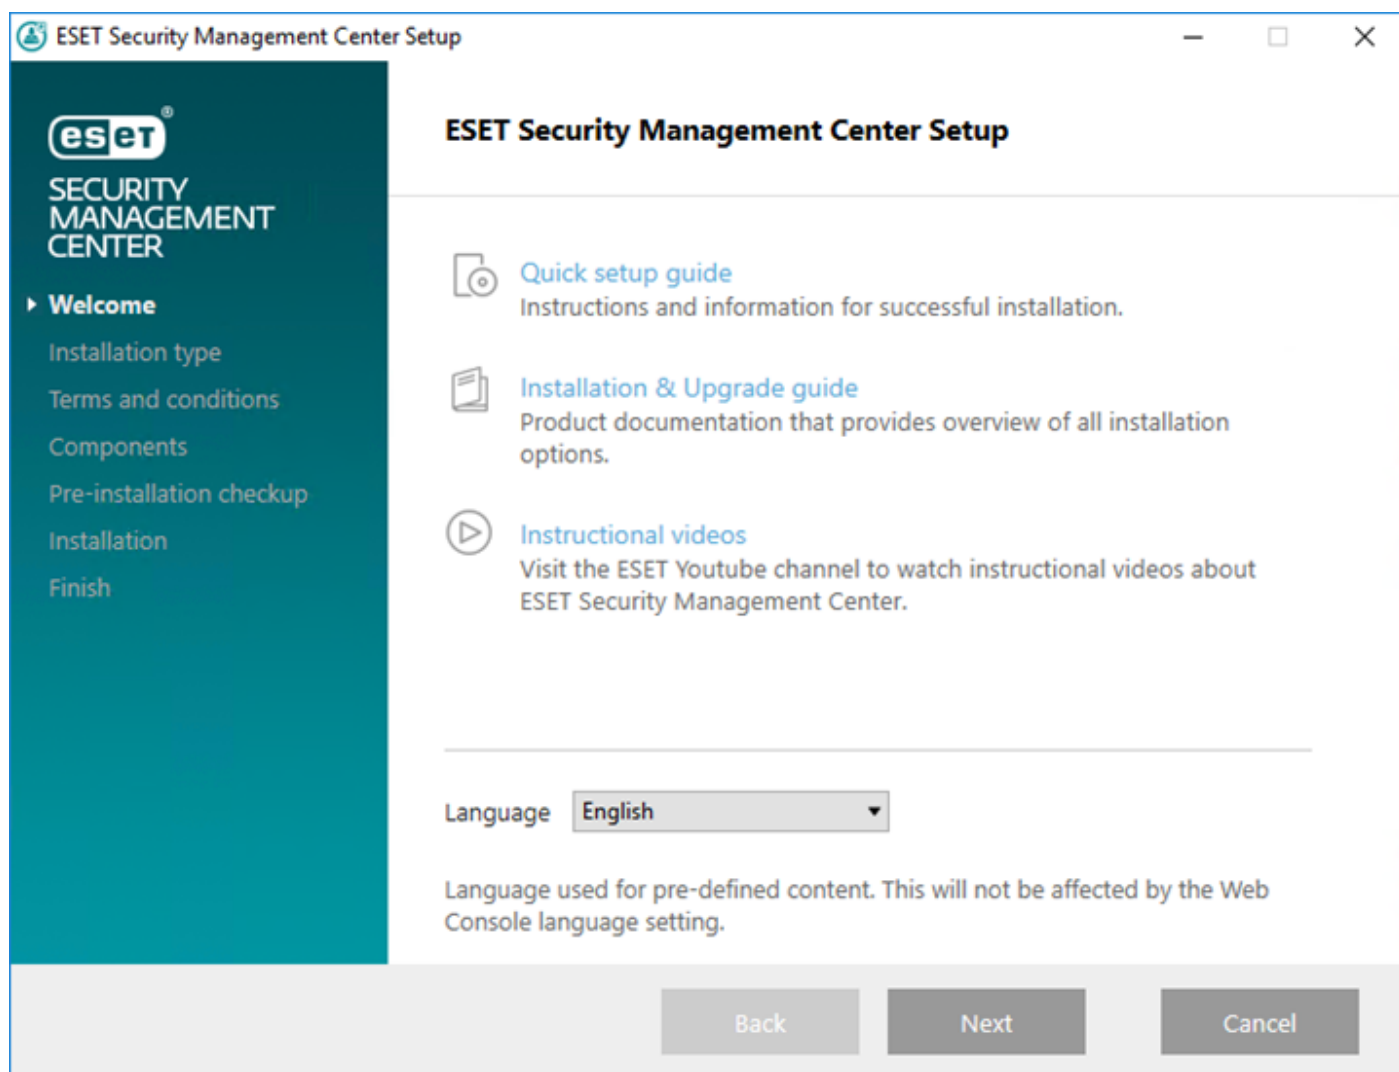 ESET Security Management Center Setup
eset®
SECURITY
MANAGEMENT
CENTER
Welcome
Installation type
Terms and conditions
Components
Pre-installation checkup
Installation
Finish
ESET Security Management Center Setup
Quick setup guide
Instructions and information for successful installation.
Installation & Upgrade guide
Product documentation that provides overview of all installation
options.
Instructional videos
Visit the ESET Youtube channel to watch instructional videos about
ESET Security Management Center.
Language English
Language used for pre-defined content. This will not be affected by the Web
Console language setting.
Back Next Cancel